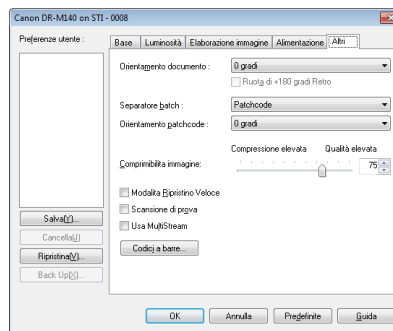 Canon DR-M140 on STI - 0008
Preferenze utente :
Salva(Y)...
Cancella(J)
Ripristina(V)...
Back Up(X)...
Base
Luminosità
Elaborazione immagine
Alimentazione
Altri
Orientamento documento :
0 gradi
Ruota di +180 gradi Retro
Separatore batch :
Patchcode
Orientamento patchcode :
0 gradi
Compressione elevata
Qualità elevata
Comprimibilita immagine:
75
Modalita Ripristino Veloce
Scansione di prova
Usa MultiStream
Codici a barre...
OK
Annulla
Predefinite
Guida